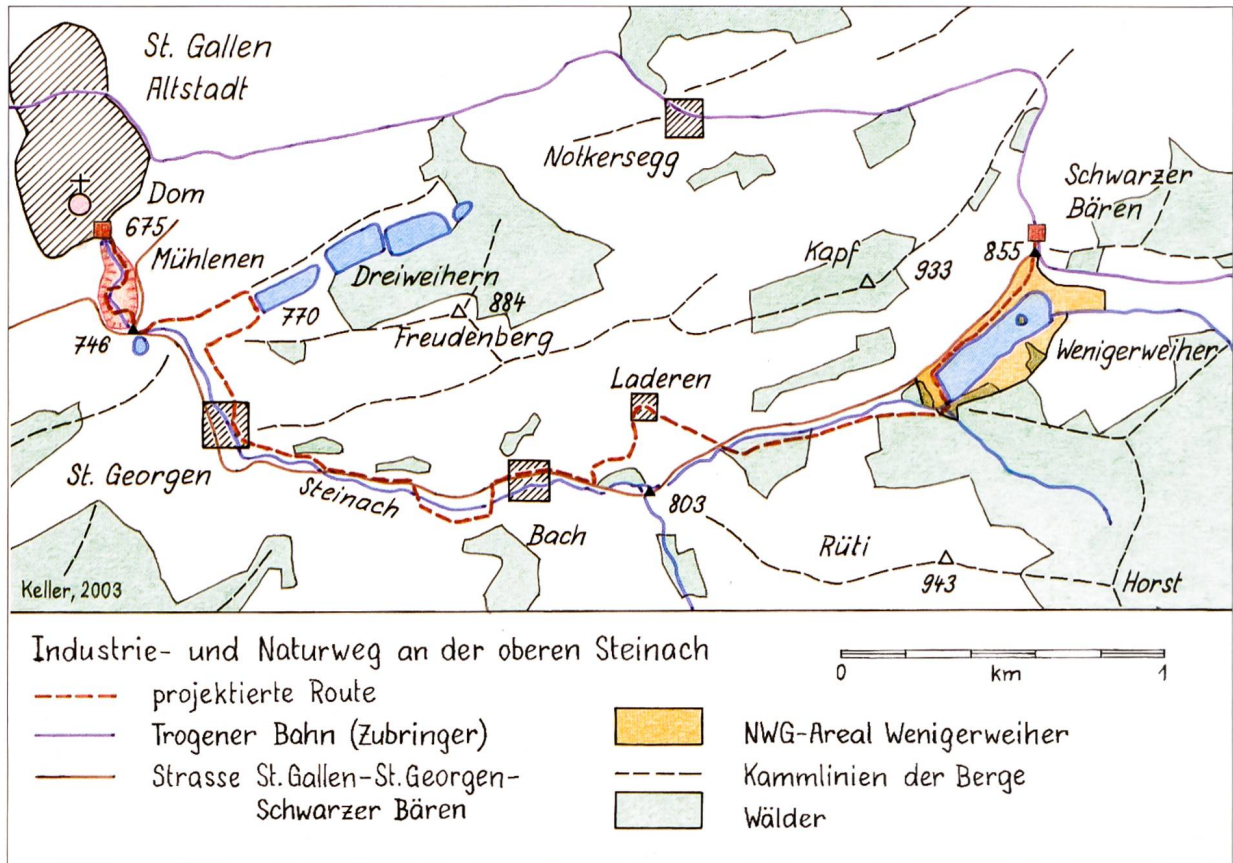 St. Gallen
Altstadt
Notkersegg
Schwarzer
Bären
Dom
675
Mühlenen
855
Kapf
933
Dreiweihern
770
884
Freudenberg
746
Wenigerweiher
Laderen
St. Georgen
Steinach
803
Bach
Rüti
943
Horst
Keller, 2003
Industrie- und Naturweg an der oberen Steinach
projektierte Route
Trogener Bahn (Zubringer)
Strasse St.Gallen-St.Georgen-
Schwarzer Bären
0 km 1
NWG-Areal Wenigerweiher
Kammlinien der Berge
Wälder